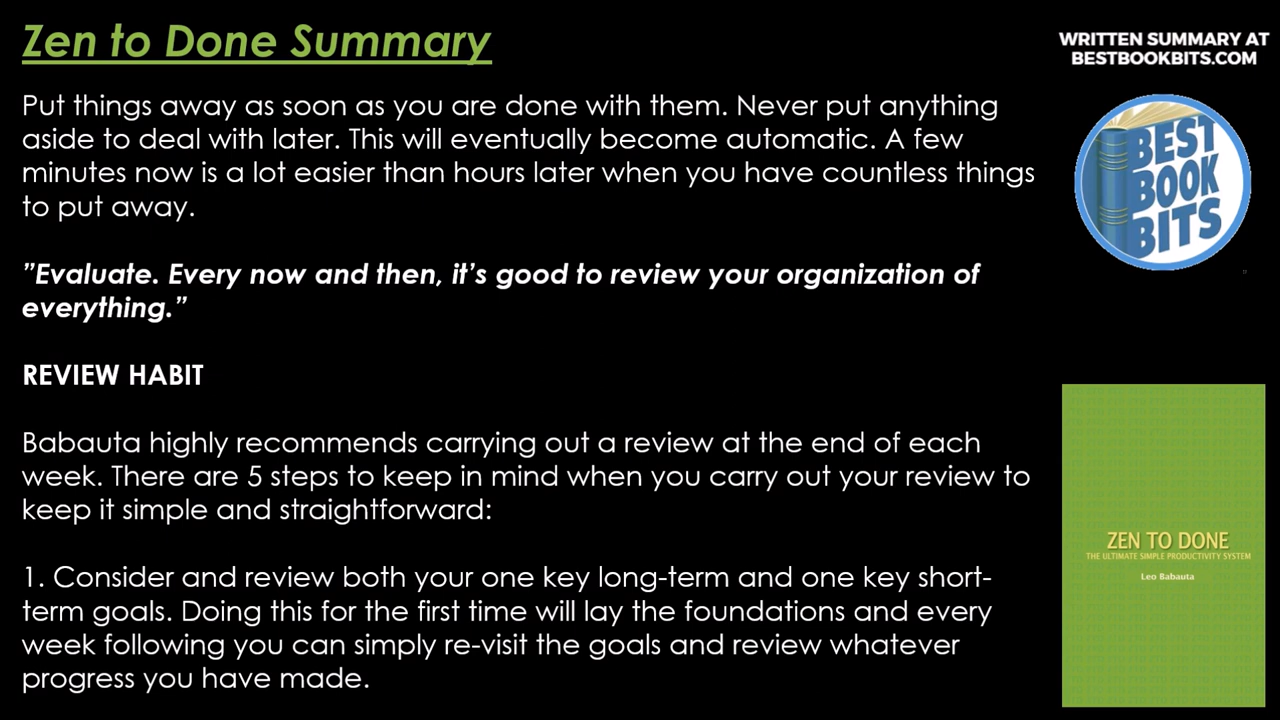 Zen to Done Summary
WRITTEN SUMMARY AT
BESTBOOKBITS.COM
Put things away as soon as you are done with them. Never put anything
aside to deal with later. This will eventually become automatic. A few
minutes now is a lot easier than hours later when you have countless things
to put away.
BEST
BOOK
BITS
”Evaluate. Every now and then, it’s good to review your organization of
everything.”
REVIEW HABIT
Babauta highly recommends carrying out a review at the end of each
week. There are 5 steps to keep in mind when you carry out your review to
keep it simple and straightforward:
1. Consider and review both your one key long-term and one key short-
term goals. Doing this for the first time will lay the foundations and every
week following you can simply re-visit the goals and review whatever
progress you have made.
ZEN TO DONE
THE ULTIMATE SIMPLE PRODUCTIVITY SYSTEM
Leo Babauta